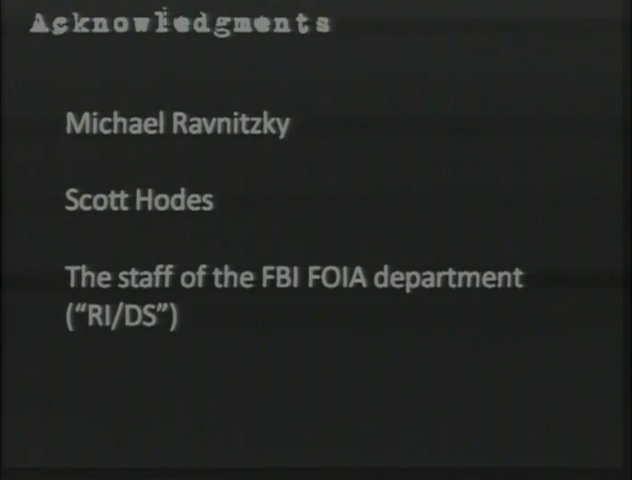 Acknowledgments
Michael Ravnitzky
Scott Hodes
The staff of the FBI FOIA department
(“RI/DS”)